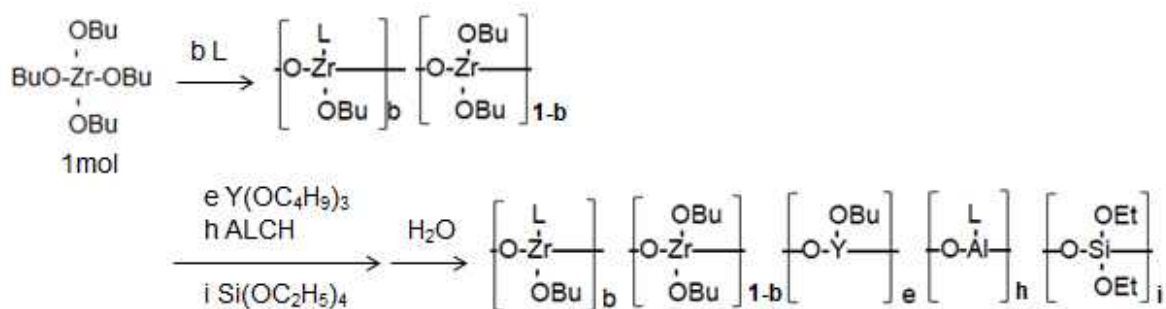 OBu
BuO-Zr-OBu
OBu
1mol
b L
L
O-Zr
OBu
b
OBu
O-Zr
OBu
1-b
e Y(OC4H9)3
h ALCH
i Si(OC2H5)4
H2O
L
O-Zr
OBu
b
OBu
O-Zr
OBu
1-b
OBu
O-Y
e
L
O-Al
h
OEt
O-Si
OEt
i